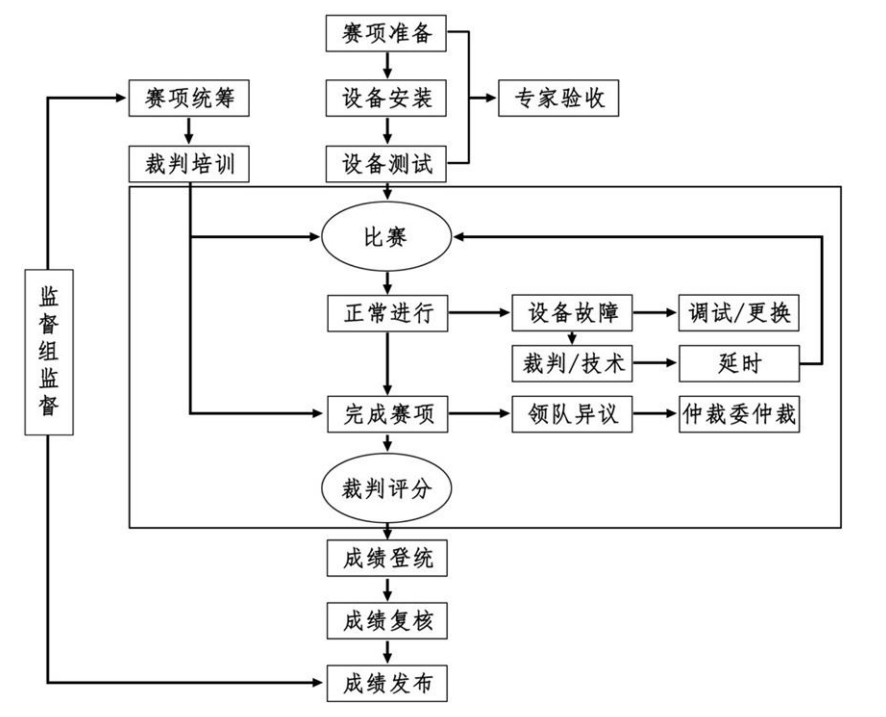 赛项准备
赛项统筹
设备安装
专家验收
裁判培训
设备测试
比赛
监督组监督
正常进行
设备故障
调试/更换
裁判/技术
延时
完成赛项
领队异议
仲裁委仲裁
裁判评分
成绩登统
成绩复核
成绩发布